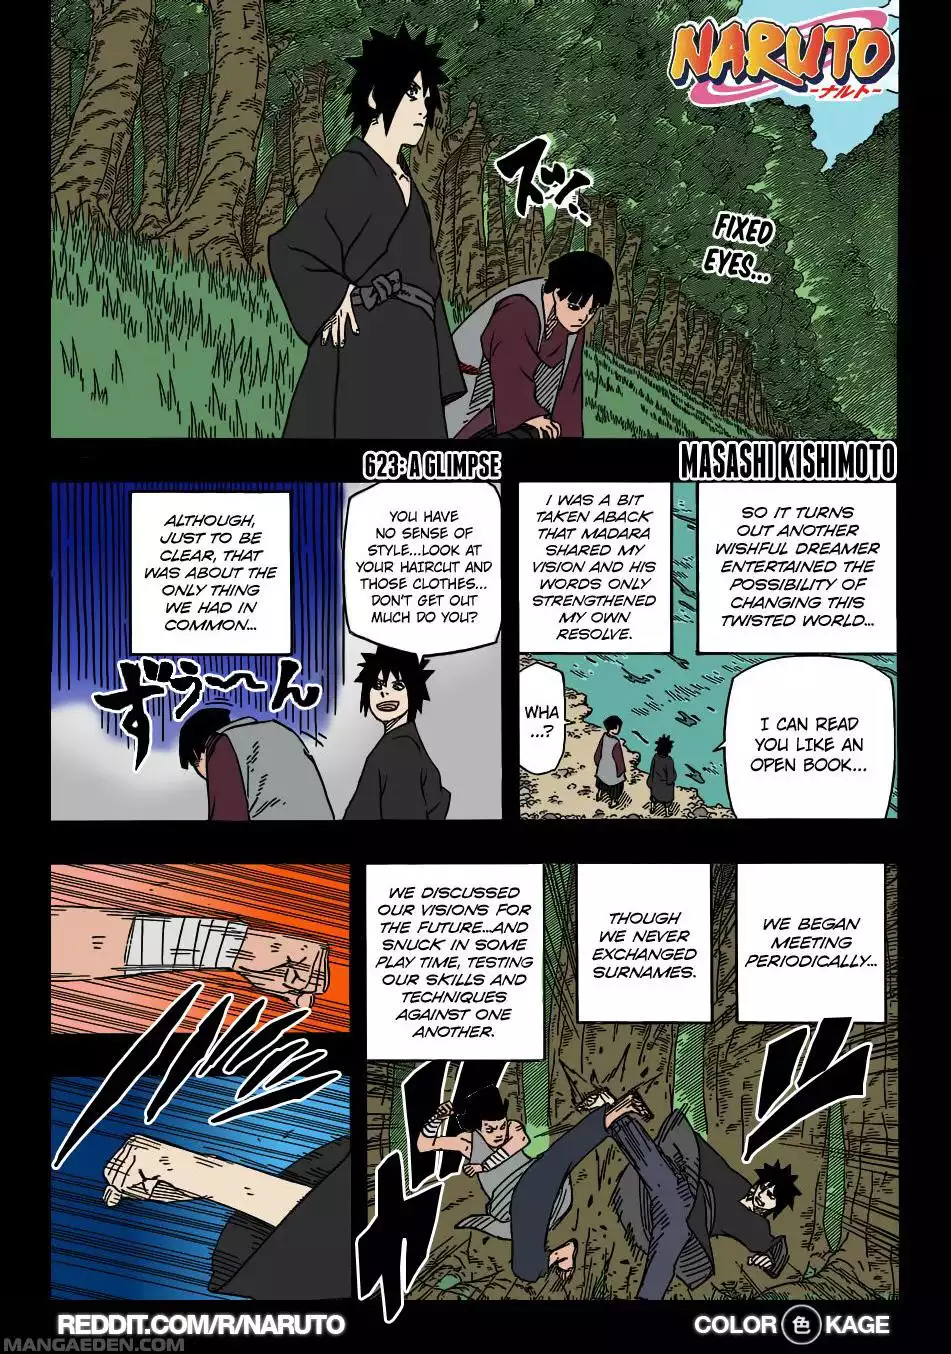 NARUTO
-ナルト-
ズッ...
FIXED
EYES...
623: A GLIMPSE
MASASHI KISHIMOTO
SO IT TURNS
OUT ANOTHER
WISHFUL DREAMER
ENTERTAINED THE
POSSIBILITY OF
CHANGING THIS
TWISTED WORLD...
I WAS A BIT
TAKEN ABACK
THAT MADARA
SHARED MY
VISION AND HIS
WORDS ONLY
STRENGTHENED
MY OWN
RESOLVE.
I CAN READ
YOU LIKE AN
OPEN BOOK...
WHA
...?
YOU HAVE
NO SENSE OF
STYLE...LOOK AT
YOUR HAIRCUT AND
THOSE CLOTHES...
DON'T GET OUT
MUCH DO YOU?
ALTHOUGH,
JUST TO BE
CLEAR, THAT
WAS ABOUT THE
ONLY THING
WE HAD IN
COMMON...
ずぅ〜〜ん
WE BEGAN
MEETING
PERIODICALLY...
THOUGH
WE NEVER
EXCHANGED
SURNAMES.
WE DISCUSSED
OUR VISIONS FOR
THE FUTURE...AND
SNUCK IN SOME
PLAY TIME, TESTING
OUR SKILLS AND
TECHNIQUES
AGAINST ONE
ANOTHER.
REDDIT.COM/R/NARUTO
COLOR 色 KAGE
MANGAEDEN.COM